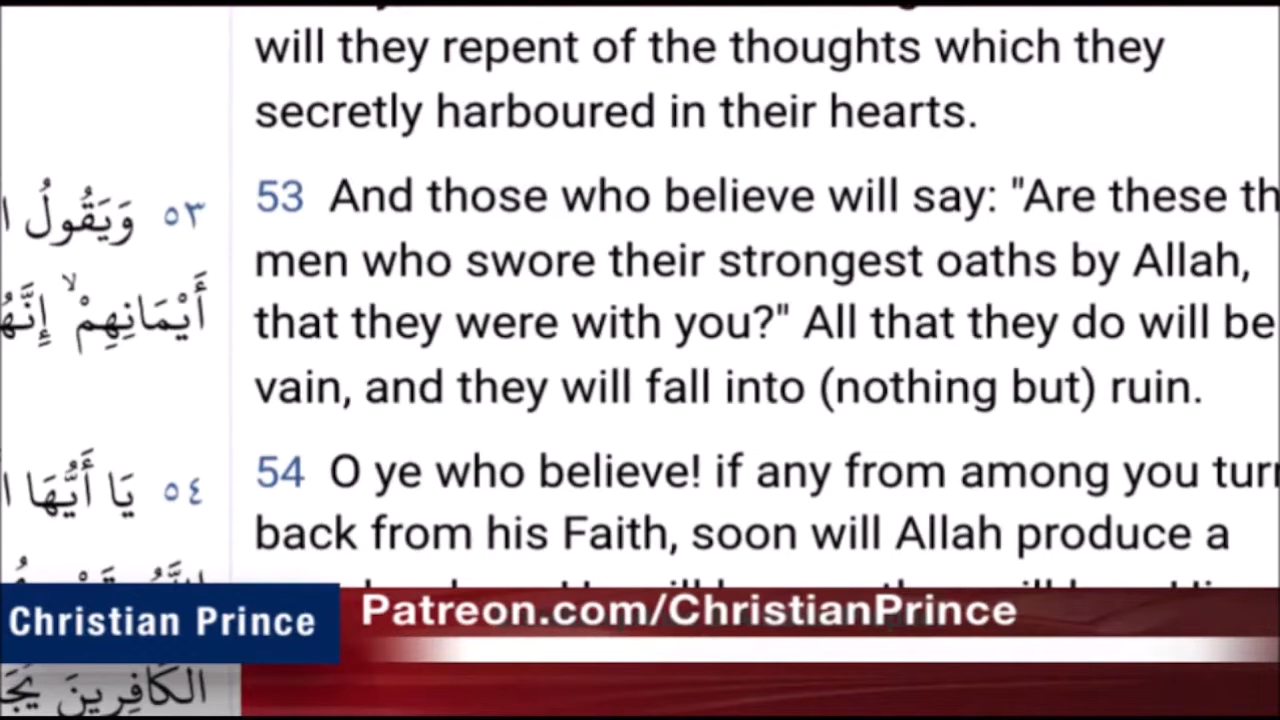 will they repent of the thoughts which they
secretly harboured in their hearts.
53 And those who believe will say: "Are these
men who swore their strongest oaths by Allah,
that they were with you?" All that they do will be
vain, and they will fall into (nothing but) ruin.
54 O ye who believe! if any from among you
back from his Faith, soon will Allah produce a
٥٣ وَيَقُولُ
أَيْمَانِهِمْ ۙ
٥٤ يَا أَيُّهَا
الْكَافِرِينَ
Christian Prince
Patreon.com/ChristianPrince